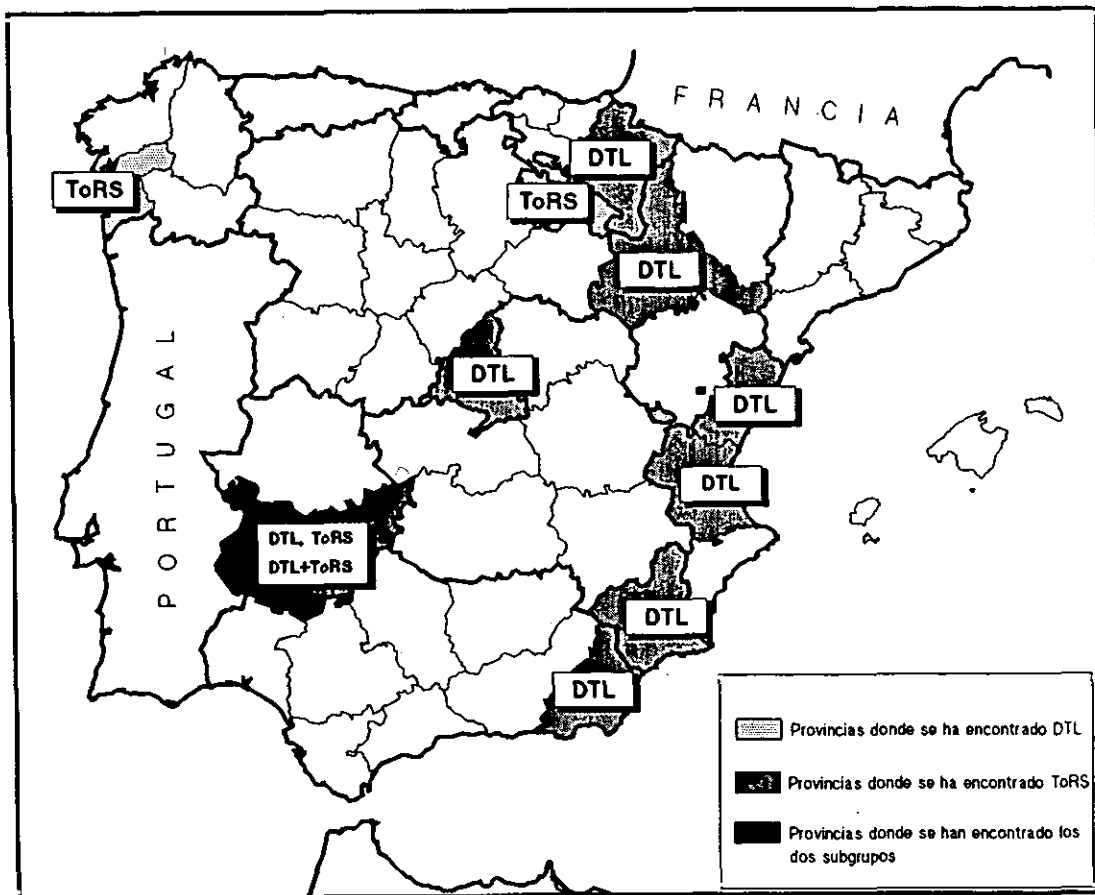 FRANCIA
DTL
ToRS
ToRS
DTL
DTL
DTL
PORTUGAL
DTL
DTL, ToRS
DTL+ToRS
DTL
DTL
Provincias donde se ha encontrado DTL
Provincias donde se ha encontrado ToRS
Provincias donde se han encontrado los
dos subgrupos